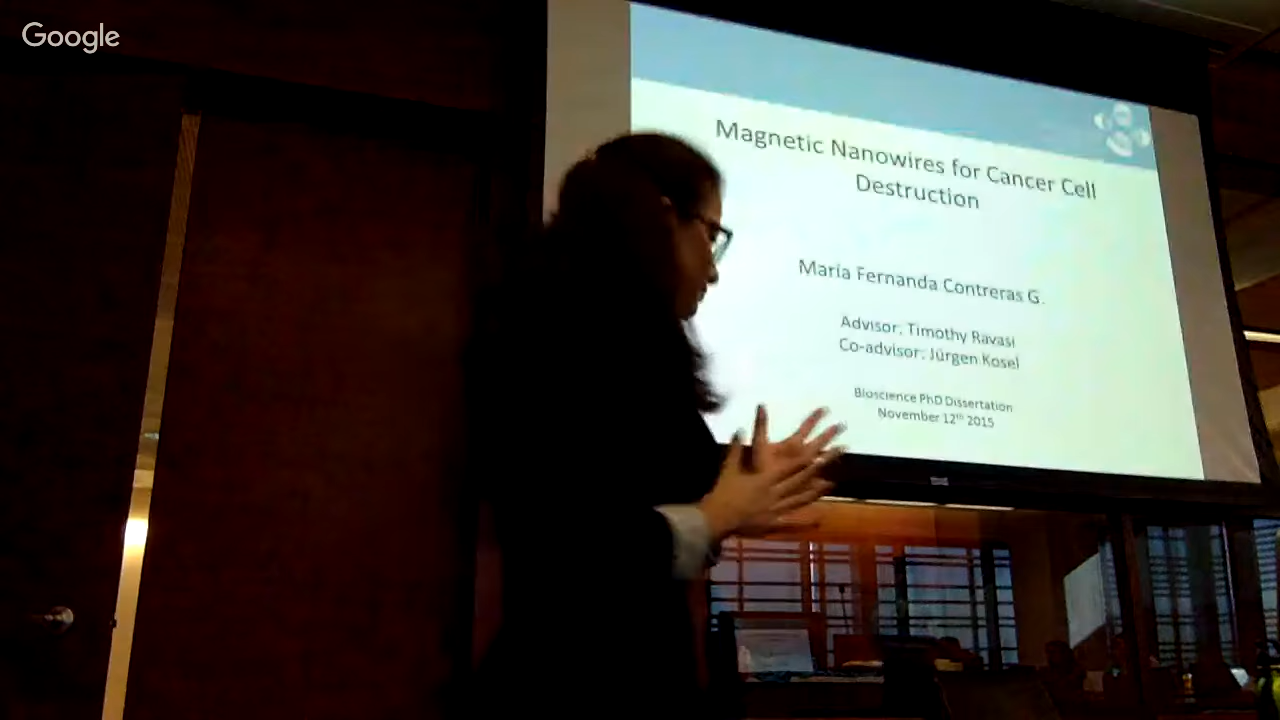 Google
Magnetic Nanowires for Cancer Cell
Destruction
María Fernanda Contreras G.
Advisor. Timothy Ravasi
Co-advisor. Jürgen Kosel
Bioscience PhD Dissertation
November 12th 2015